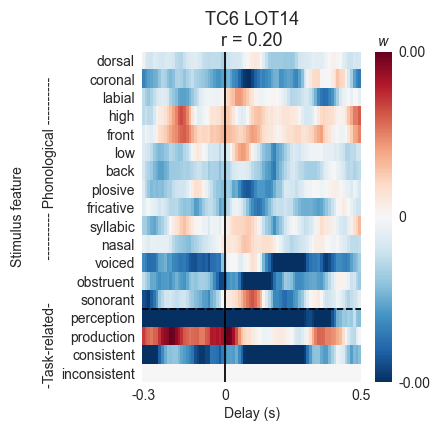 TC6 LOT14
r = 0.20
w
dorsal
coronal
labial
high
front
low
back
plosive
fricative
syllabic
nasal
voiced
obstruent
sonorant
perception
production
consistent
inconsistent
Stimulus feature
---------- Phonological ----------
-Task-related-
0.00
0
-0.00
-0.3
0
0.5
Delay (s)